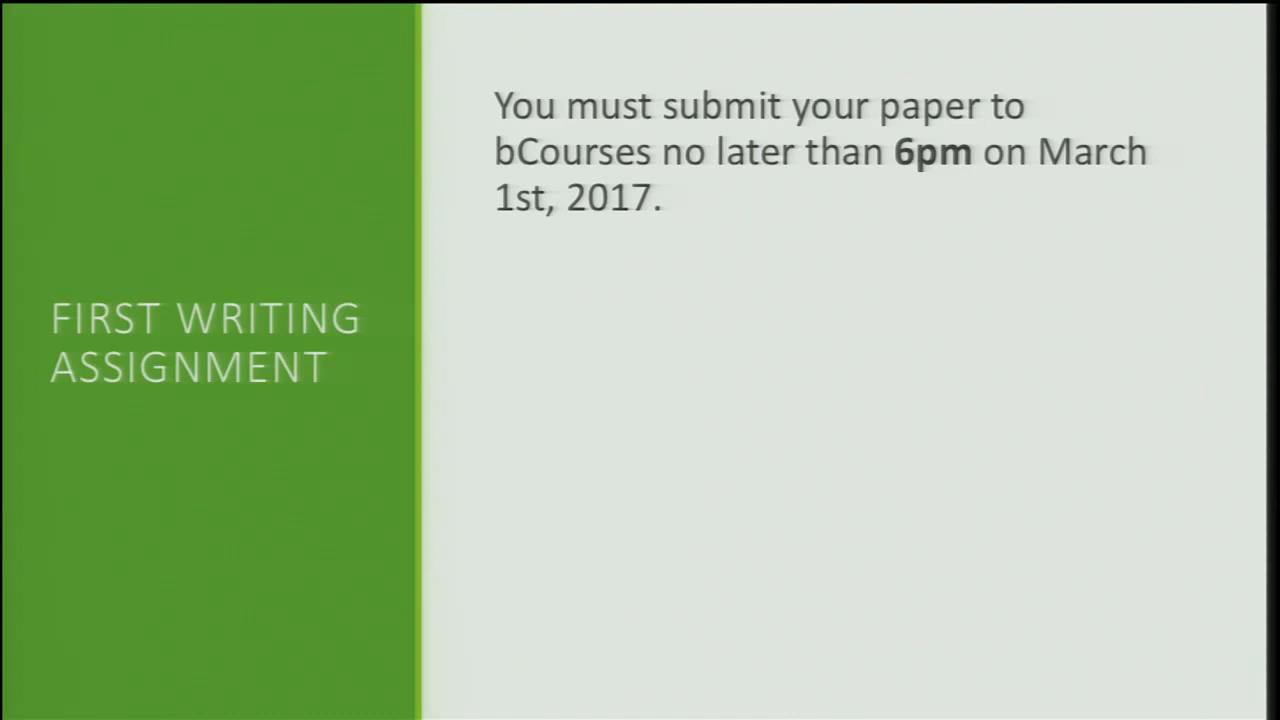 FIRST WRITING
ASSIGNMENT
You must submit your paper to
bCourses no later than 6pm on March
1st, 2017.